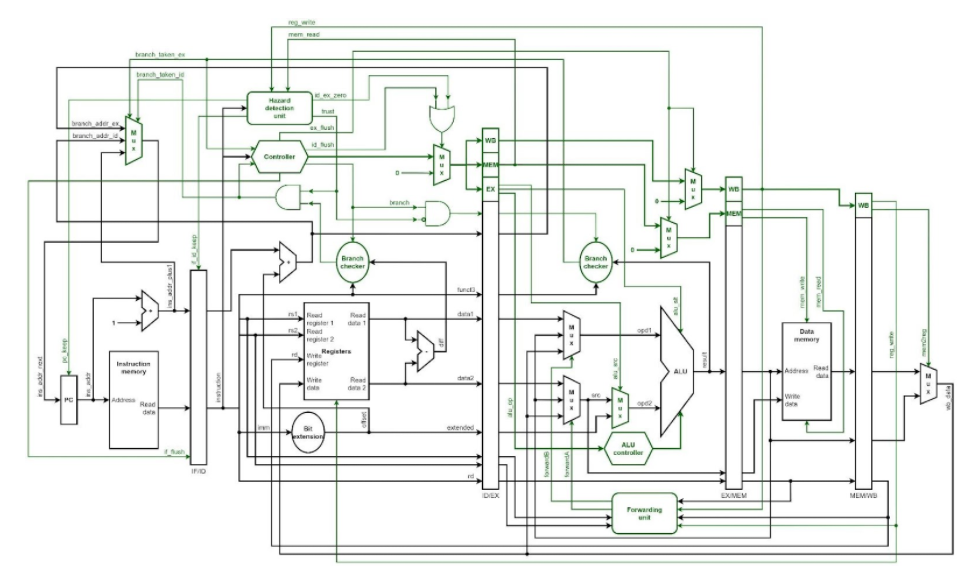 reg_write
mem_read
branch_taken_ex
branch_taken_id
id_ex_zero
Hazard
detection
unit
trust
ex_flush
id_flush
Controller
branch_addr_ex
branch_addr_id
M
u
x
M
u
x
0
WB
MEM
EX
M
u
x
0
WB
MEM
M
u
x
0
WB
branch
if_id_keep
Branch
checker
Branch
checker
+
funct3
ins_addr_plus1
+
1
pc_keep
ins_addr_next
ins_addr
PC
Instruction
memory
Address
Read
data
instruction
if_flush
IF/ID
rs1
rs2
rd
Read
register 1
Read
register 2
Write
register
Write
data
Registers
Read
data 1
Read
data 2
-
diff
data1
data2
imm
Bit
extension
offset
extended
rd
ID/EX
M
u
x
M
u
x
opd1
src
M
u
x
opd2
alu_src
alu_slt
alu_op
ALU
result
ALU
controller
forwardB
forwardA
Forwarding
unit
EX/MEM
mem_write
mem_read
Data
memory
Address
Read
data
Write
data
MEM/WB
reg_write
mem2reg
M
u
x
wb_data